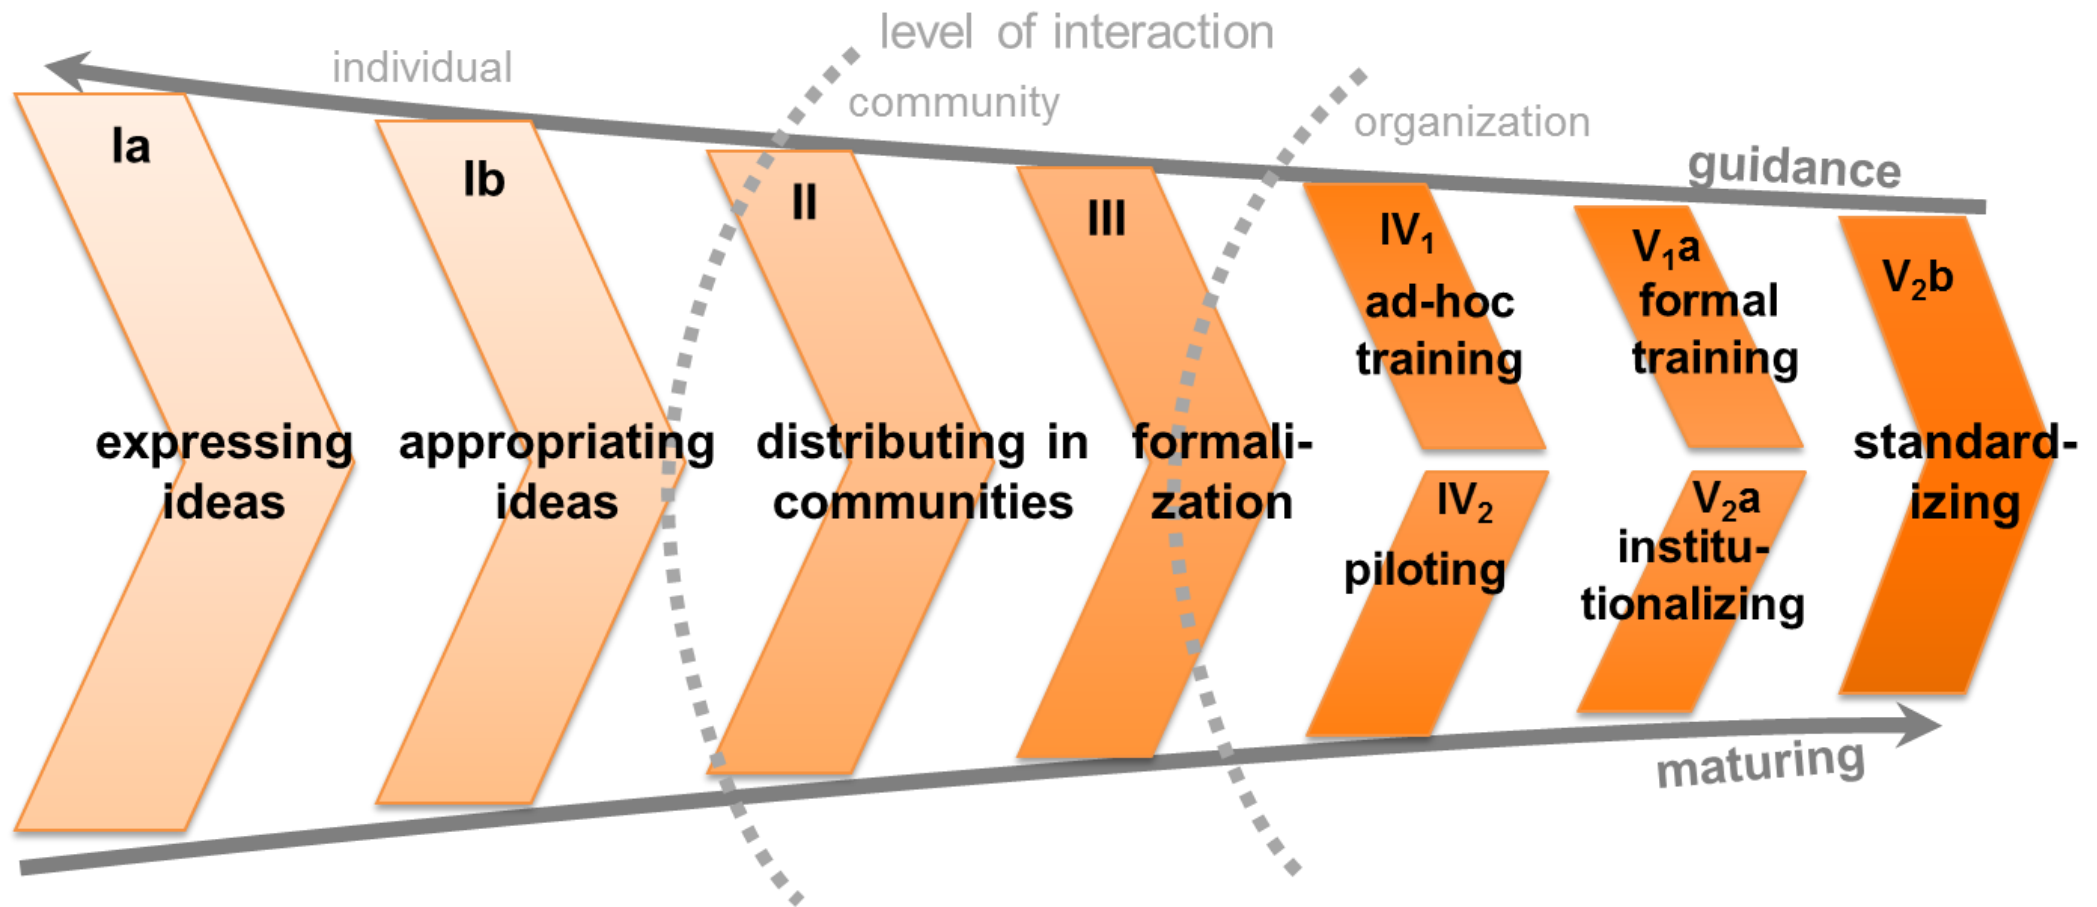 level of interaction
individual
community
organization
guidance
Ia
expressing
ideas
Ib
appropriating
ideas
II
distributing in
communities
III
formali-
zation
IV₁
ad-hoc
training
IV₂
piloting
V₁a
formal
training
V₂a
institu-
tionalizing
V₂b
standard-
izing
maturing